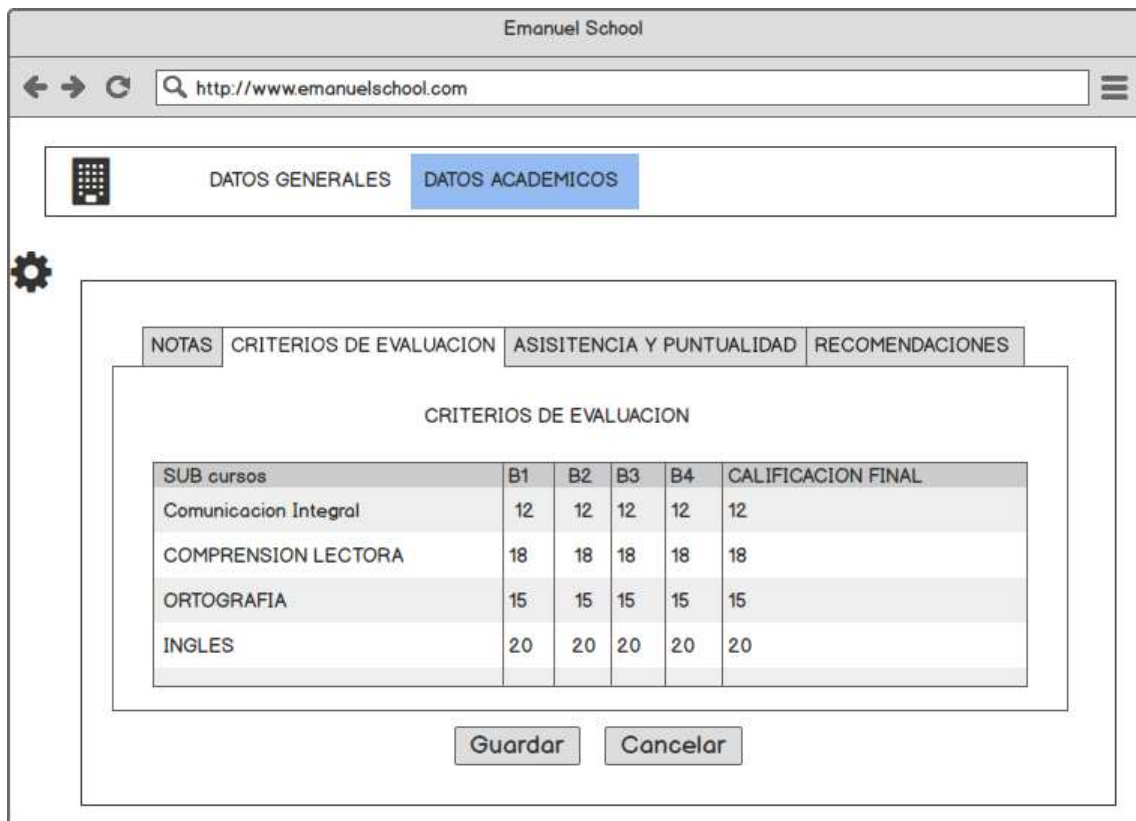 Emanuel School
http://www.emanuelschool.com
DATOS GENERALES DATOS ACADEMICOS
NOTAS CRITERIOS DE EVALUACION ASISITENCIA Y PUNTUALIDAD RECOMENDACIONES
CRITERIOS DE EVALUACION
SUB cursos B1 B2 B3 B4 CALIFICACION FINAL
Comunicacion Integral 12 12 12 12 12
COMPRENSION LECTORA 18 18 18 18 18
ORTOGRAFIA 15 15 15 15 15
INGLES 20 20 20 20 20
Guardar Cancelar